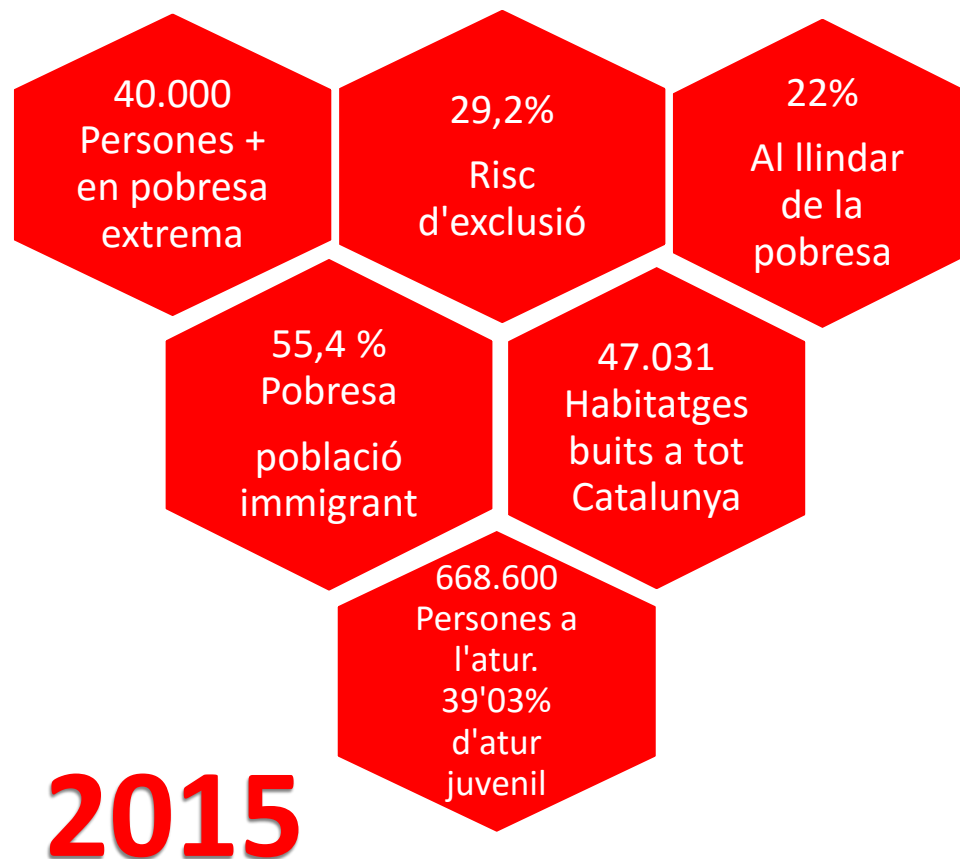 40.000
Persones +
en pobresa
extrema
29,2%
Risc
d'exclusió
22%
Al llindar
de la
pobresa
55,4 %
Pobresa
població
immigrant
47.031
Habitatges
buits a tot
Catalunya
668.600
Persones a
l'atur.
39'03%
d'atur
juvenil
2015